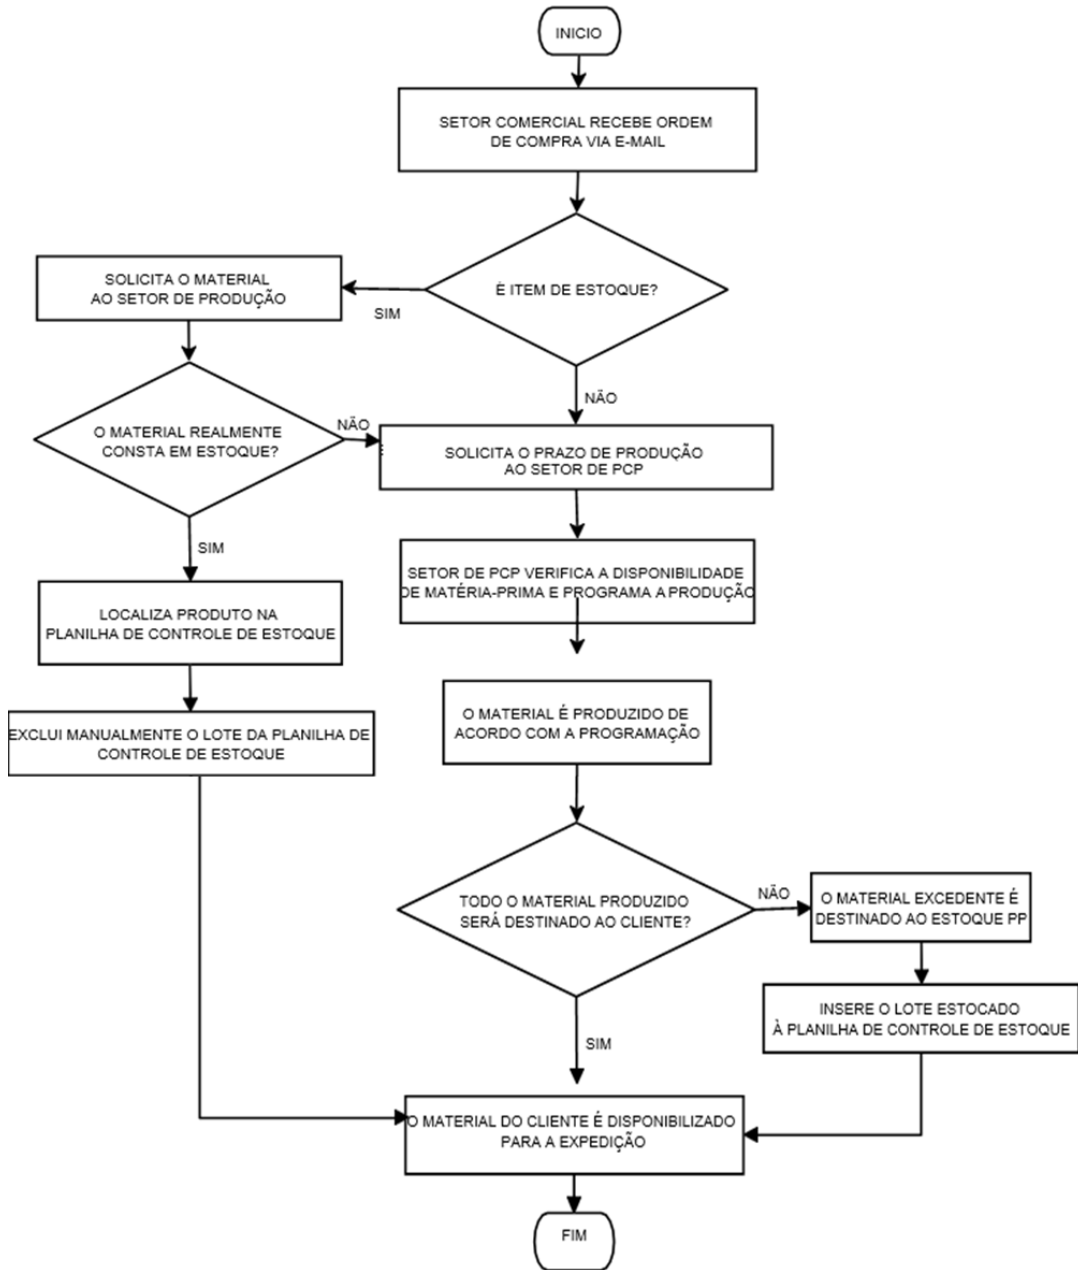 INICIO
SETOR COMERCIAL RECEBE ORDEM
DE COMPRA VIA E-MAIL
É ITEM DE ESTOQUE?
SIM
SOLICITA O MATERIAL
AO SETOR DE PRODUÇÃO
NÃO
O MATERIAL REALMENTE
CONSTA EM ESTOQUE?
NÃO
SOLICITA O PRAZO DE PRODUÇÃO
AO SETOR DE PCP
SIM
SETOR DE PCP VERIFICA A DISPONIBILIDADE
DE MATÉRIA-PRIMA E PROGRAMA A PRODUÇÃO
LOCALIZA PRODUTO NA
PLANILHA DE CONTROLE DE ESTOQUE
EXCLUI MANUALMENTE O LOTE DA PLANILHA DE
CONTROLE DE ESTOQUE
O MATERIAL É PRODUZIDO DE
ACORDO COM A PROGRAMAÇÃO
TODO O MATERIAL PRODUZIDO
SERÁ DESTINADO AO CLIENTE?
NÃO
O MATERIAL EXCEDENTE É
DESTINADO AO ESTOQUE PP
INSERE O LOTE ESTOCADO
À PLANILHA DE CONTROLE DE ESTOQUE
SIM
O MATERIAL DO CLIENTE É DISPONIBILIZADO
PARA A EXPEDIÇÃO
FIM